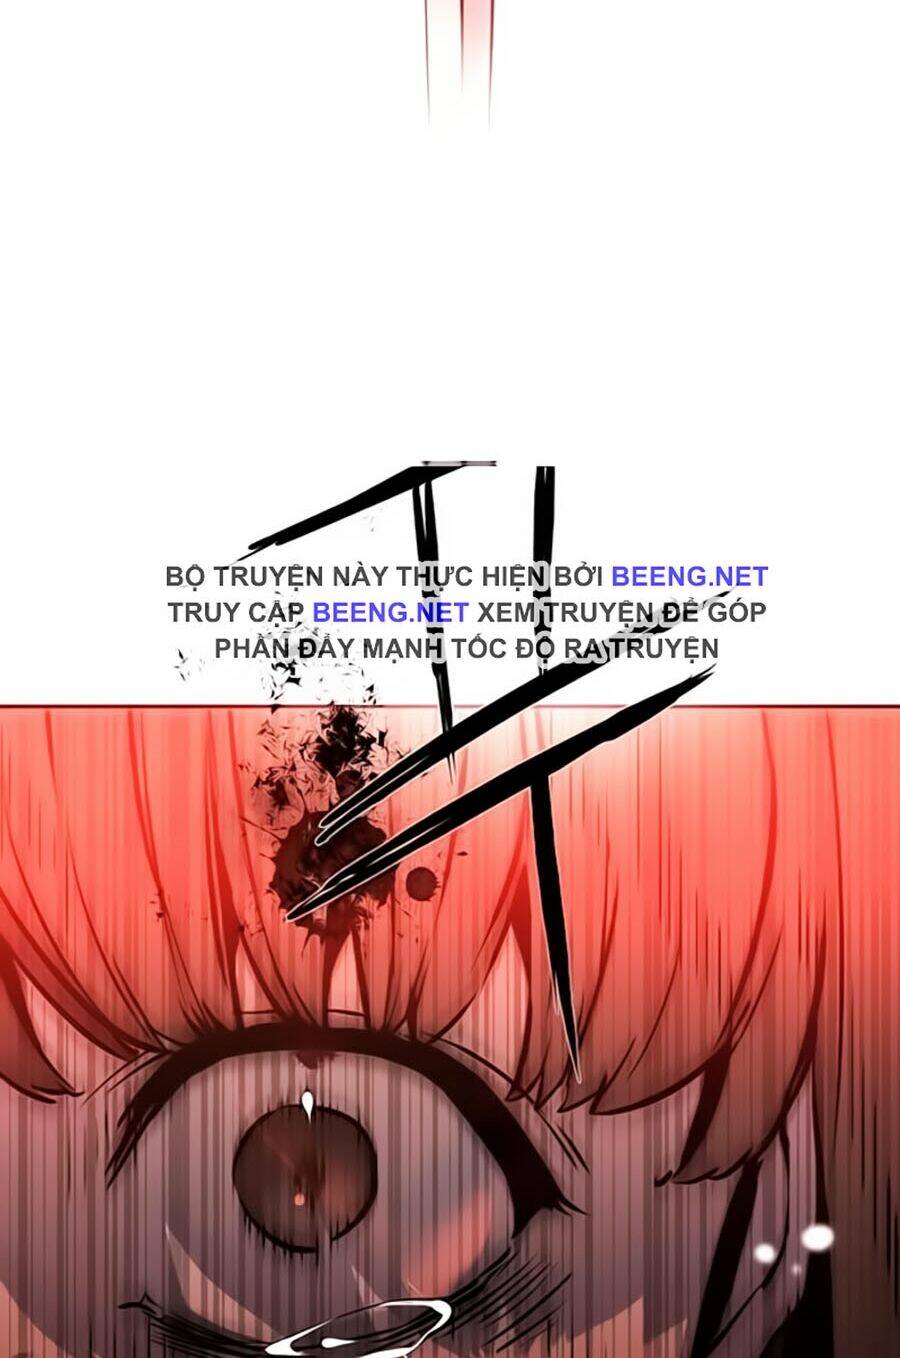 BỘ TRUYỆN NÀY THỰC HIỆN BỞI BEENG.NET
TRUY CẬP BEENG.NET XEM TRUYỆN ĐỂ GÓP
PHẦN ĐẨY MẠNH TỐC ĐỘ RA TRUYỆN